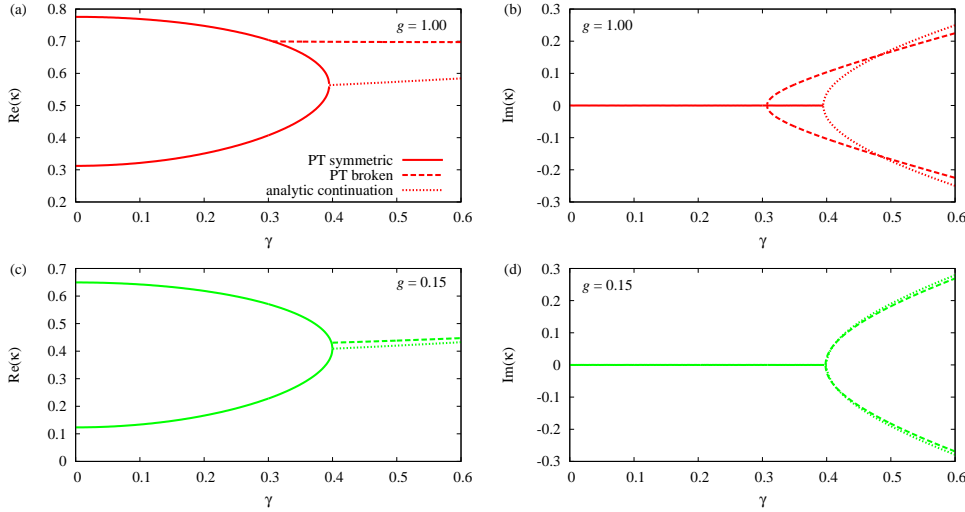 (a)
g = 1.00
0.8
0.7
0.6
0.5
0.4
0.3
0.2
Re(κ)
PT symmetric
PT broken
analytic continuation
0 0.1 0.2 0.3 0.4 0.5 0.6
γ
(b)
g = 1.00
0.3
0.2
0.1
0
-0.1
-0.2
-0.3
Im(κ)
0 0.1 0.2 0.3 0.4 0.5 0.6
γ
(c)
g = 0.15
0.7
0.6
0.5
0.4
0.3
0.2
0.1
0
Re(κ)
0 0.1 0.2 0.3 0.4 0.5 0.6
γ
(d)
g = 0.15
0.3
0.2
0.1
0
-0.1
-0.2
-0.3
Im(κ)
0 0.1 0.2 0.3 0.4 0.5 0.6
γ